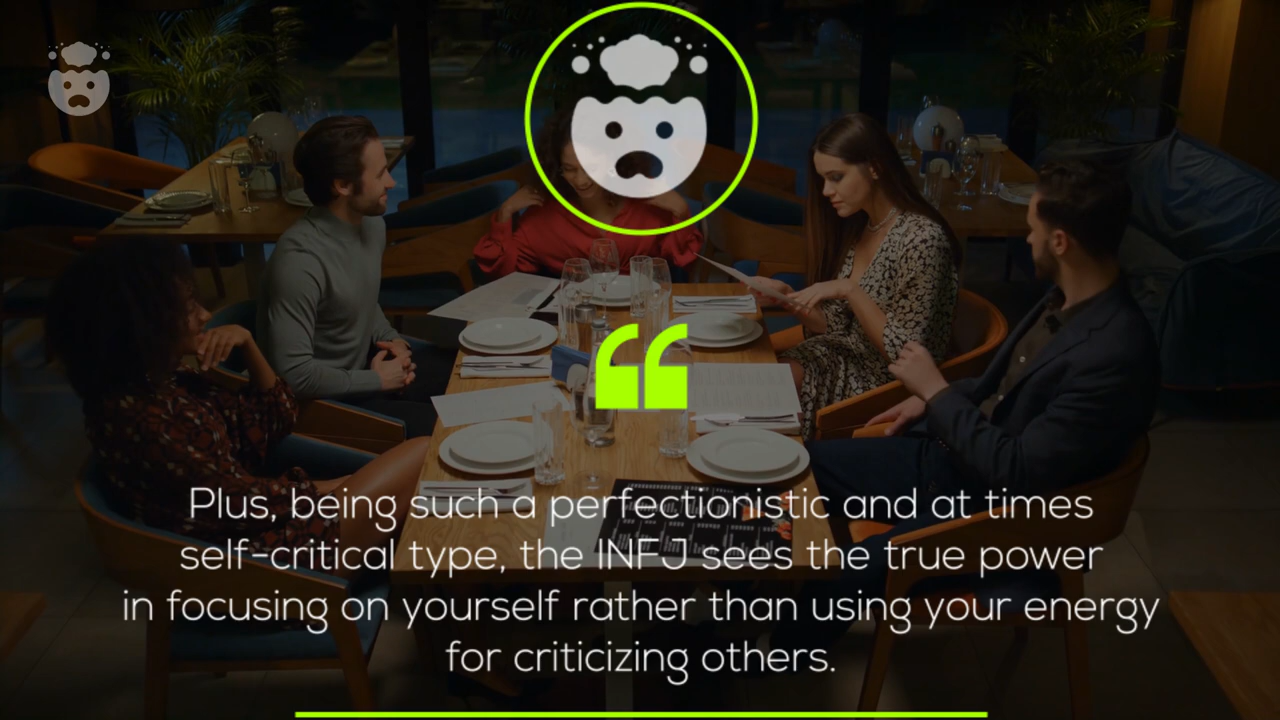 Plus, being such a perfectionistic and at times
self-critical type, the INFJ sees the true power
in focusing on yourself rather than using your energy
for criticizing others.